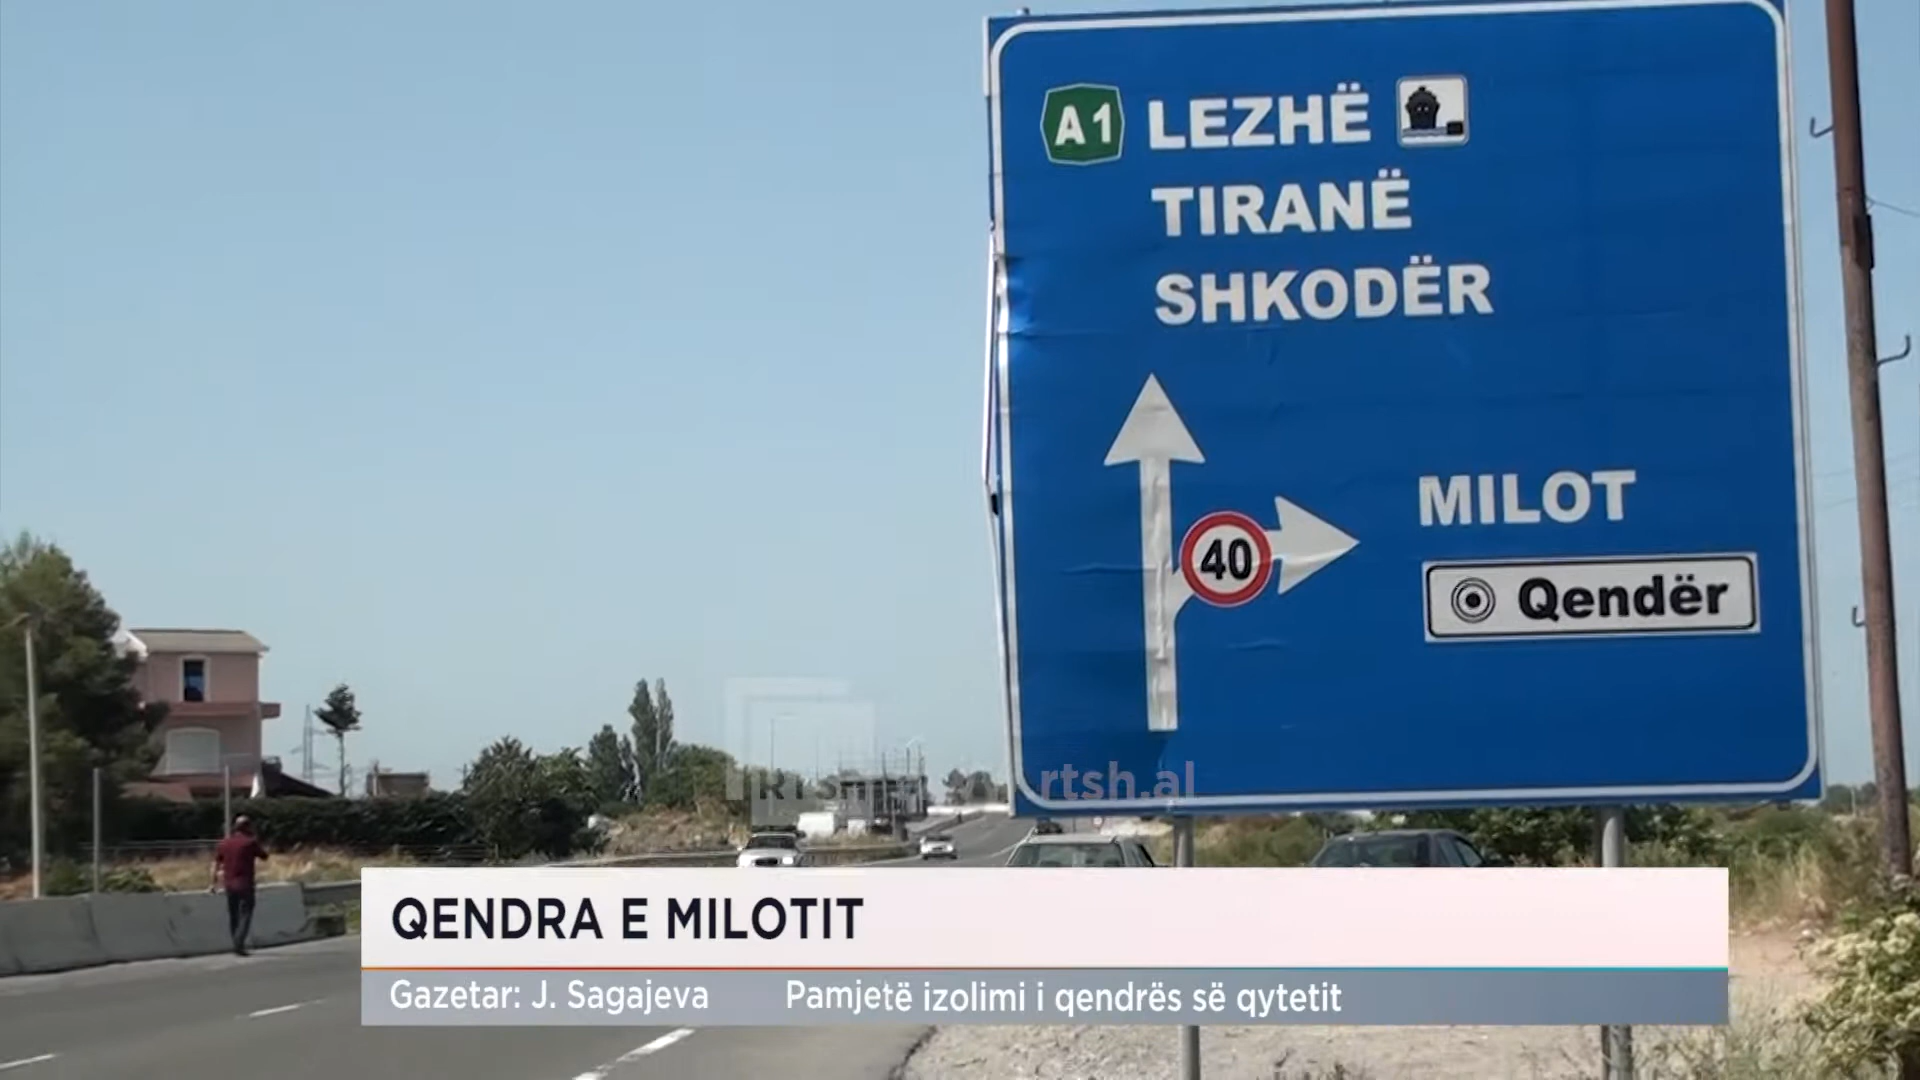 A1 LEZHË
TIRANË
SHKODËR
MILOT
40
Qendër
rtsh.al
QENDRA E MILOTIT
Gazetar: J. Sagajeva Pamjetë izolimi i qendrës së qytetit